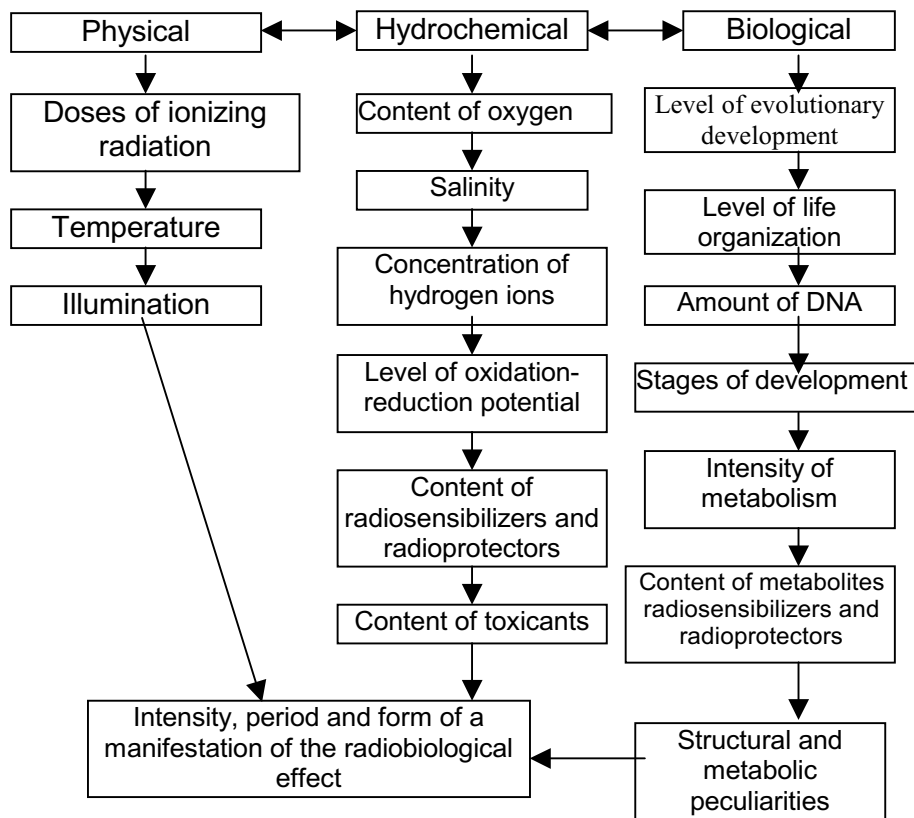 Physical
Hydrochemical
Biological
Doses of ionizing
radiation
Temperature
Illumination
Content of oxygen
Salinity
Concentration of
hydrogen ions
Level of oxidation-
reduction potential
Content of
radiosensibilizers and
radioprotectors
Content of toxicants
Level of evolutionary
development
Level of life
organization
Amount of DNA
Stages of development
Intensity of
metabolism
Content of metabolites
radiosensibilizers and
radioprotectors
Structural and
metabolic
peculiarities
Intensity, period and form of a
manifestation of the radiobiological
effect